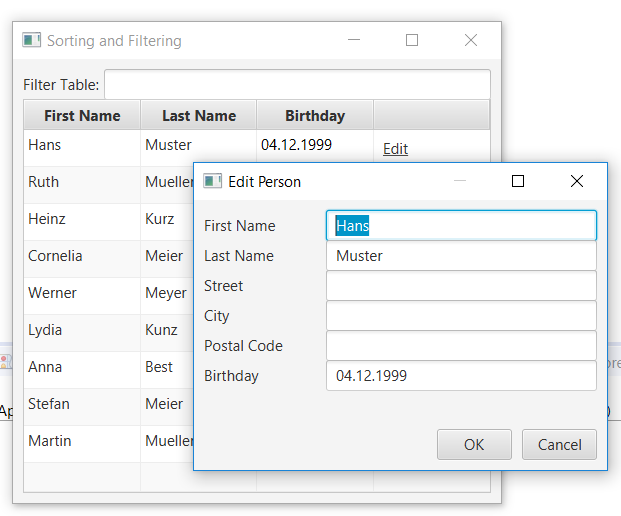 Sorting and Filtering
Filter Table:
First Name Last Name Birthday
Hans Muster 04.12.1999 Edit
Ruth Mueller
Heinz Kurz
Cornelia Meier
Werner Meyer
Lydia Kunz
Anna Best
Stefan Meier
Martin Mueller
Edit Person
First Name Hans
Last Name Muster
Street
City
Postal Code
Birthday 04.12.1999
OK Cancel